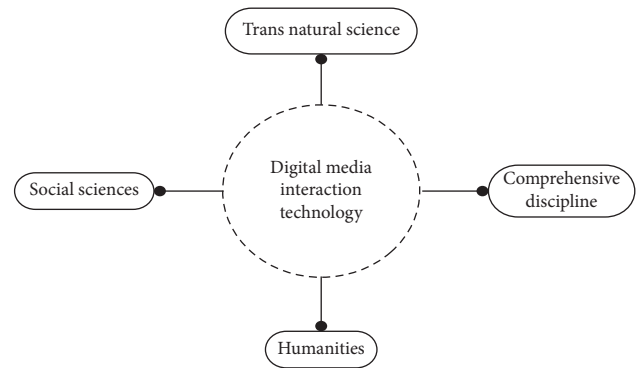 Trans natural science
Social sciences
Digital media
interaction
technology
Comprehensive
discipline
Humanities